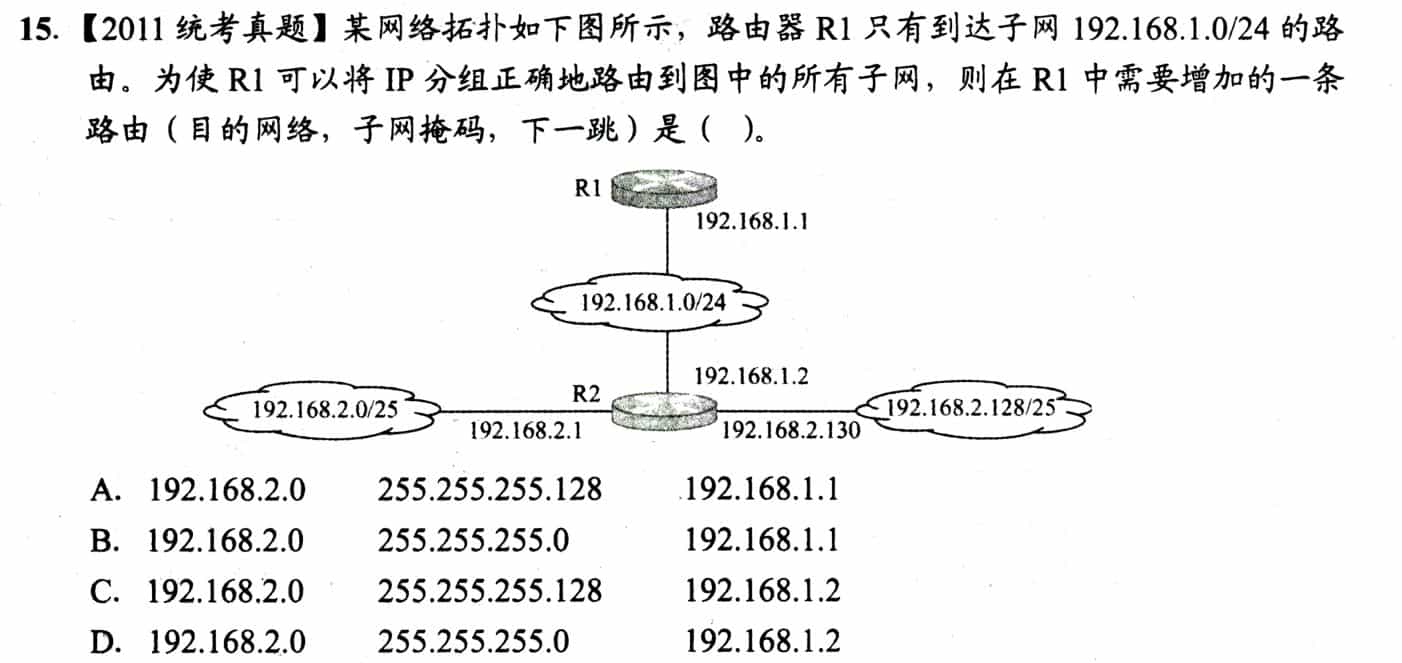 15. 【2011 统考真题】某网络拓扑如下图所示，路由器 R1 只有到达子网 192.168.1.0/24 的路
由。为使 R1 可以将 IP 分组正确地路由到图中的所有子网，则在 R1 中需要增加的一条
路由（目的网络，子网掩码，下一跳）是（ ）。
R1
192.168.1.1
192.168.1.0/24
192.168.1.2
R2
192.168.2.0/25
192.168.2.128/25
192.168.2.1
192.168.2.130
A. 192.168.2.0 255.255.255.128 192.168.1.1
B. 192.168.2.0 255.255.255.0 192.168.1.1
C. 192.168.2.0 255.255.255.128 192.168.1.2
D. 192.168.2.0 255.255.255.0 192.168.1.2